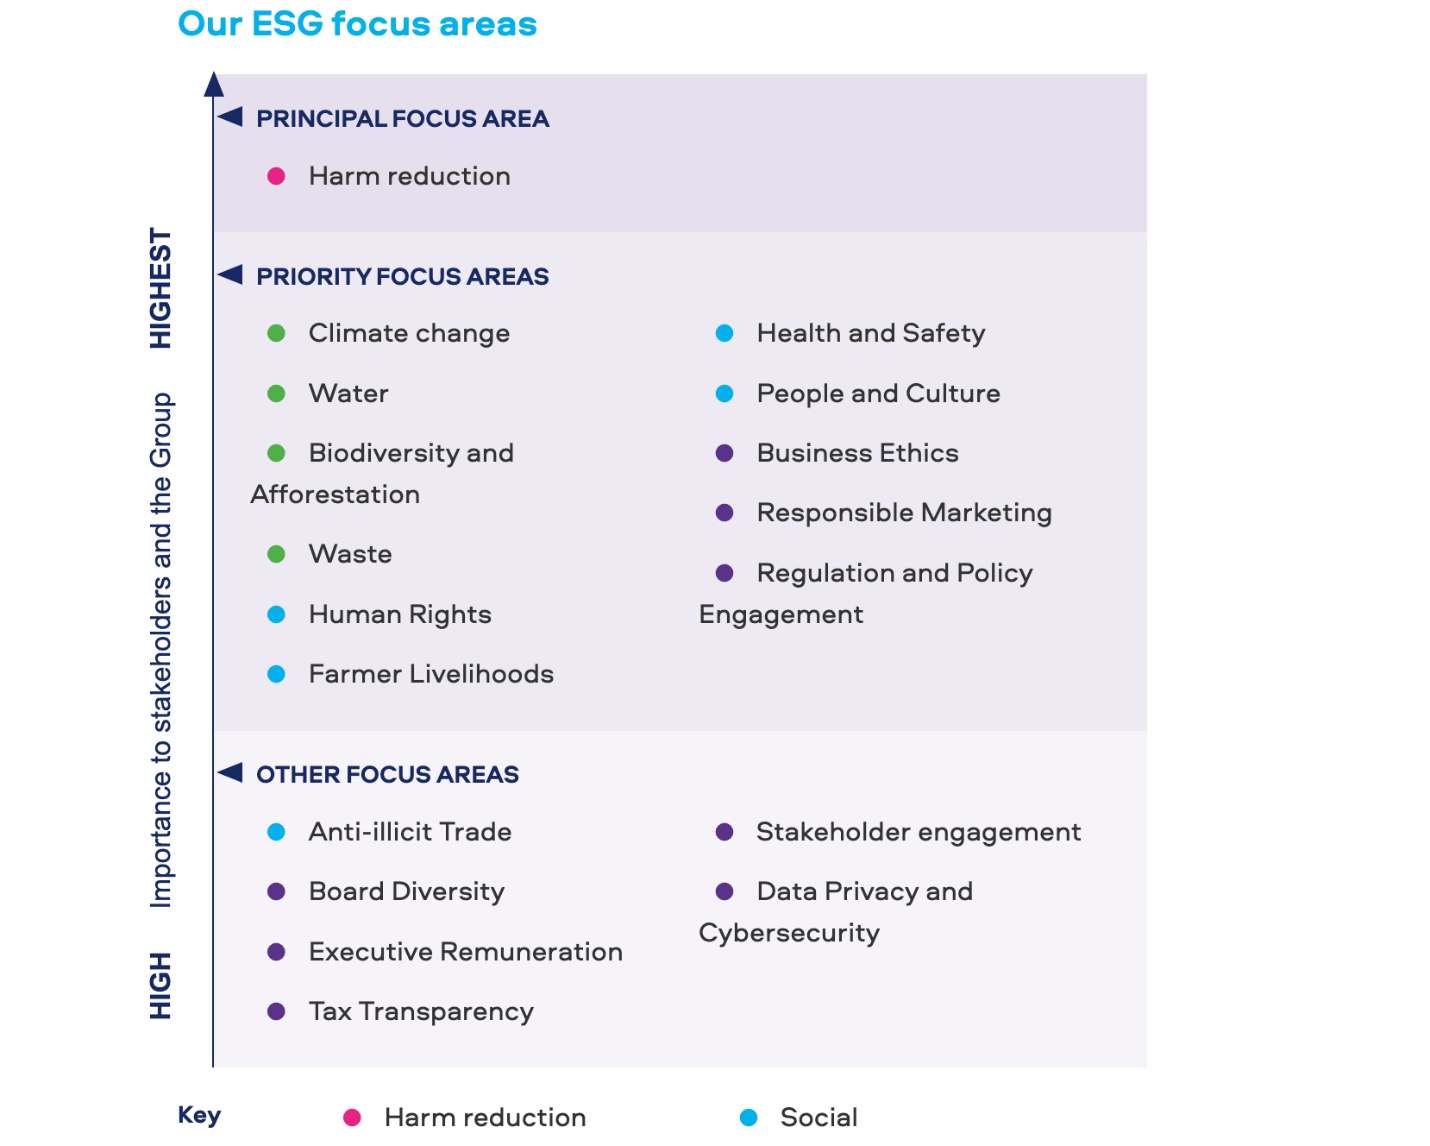 Our ESG focus areas
PRINCIPAL FOCUS AREA
Harm reduction
HIGHEST
Importance to stakeholders and the Group
HIGH
PRIORITY FOCUS AREAS
Climate change
Water
Biodiversity and
Afforestation
Waste
Human Rights
Farmer Livelihoods
Health and Safety
People and Culture
Business Ethics
Responsible Marketing
Regulation and Policy
Engagement
OTHER FOCUS AREAS
Anti-illicit Trade
Board Diversity
Executive Remuneration
Tax Transparency
Stakeholder engagement
Data Privacy and
Cybersecurity
Key
Harm reduction
Social